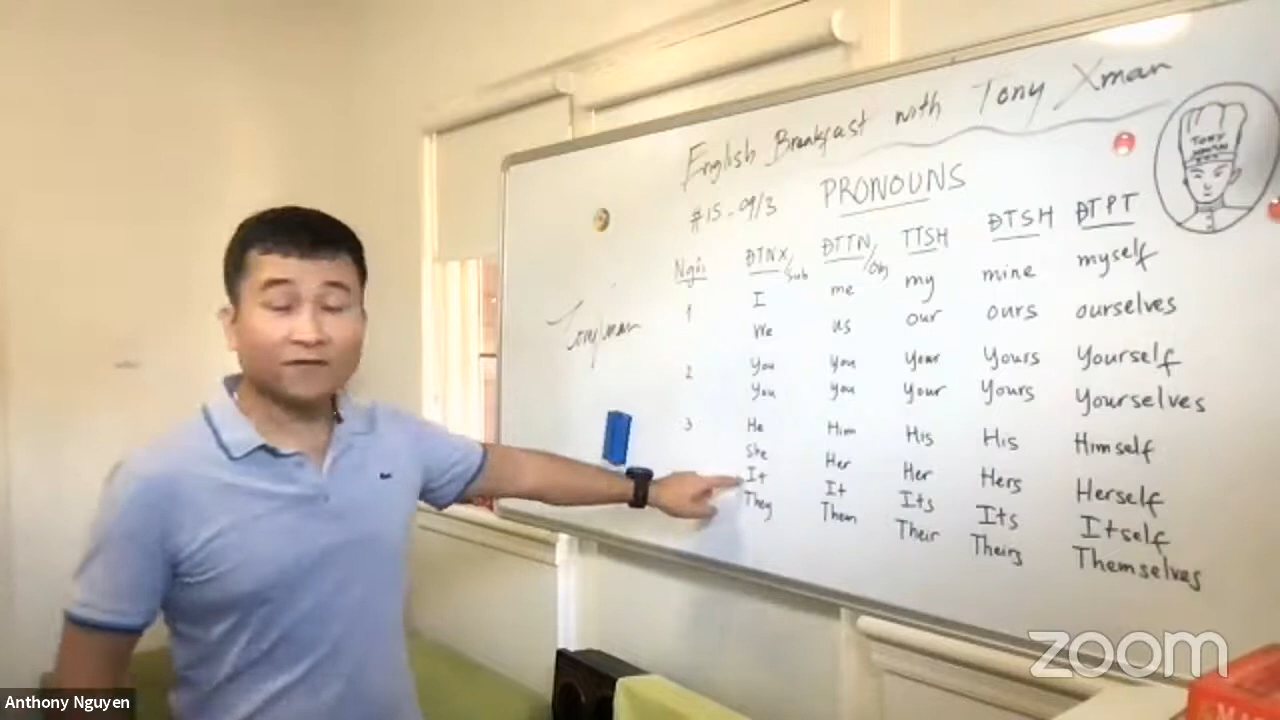 English Breakfast with Tony Xman
TONY
XMAN
#15 - 09/3 PRONOUNS
Ngôi ĐTNX/Sub ĐTTN/Obj TTSH ĐTSH ĐTPT
1 I me my mine myself
We us our ours ourselves
2 You you your yours yourself
You you your yours yourselves
3 He Him His His Himself
She Her Her Hers Herself
It It Its Its Itself
They Them Their Theirs Themselves
zoom
Anthony Nguyen